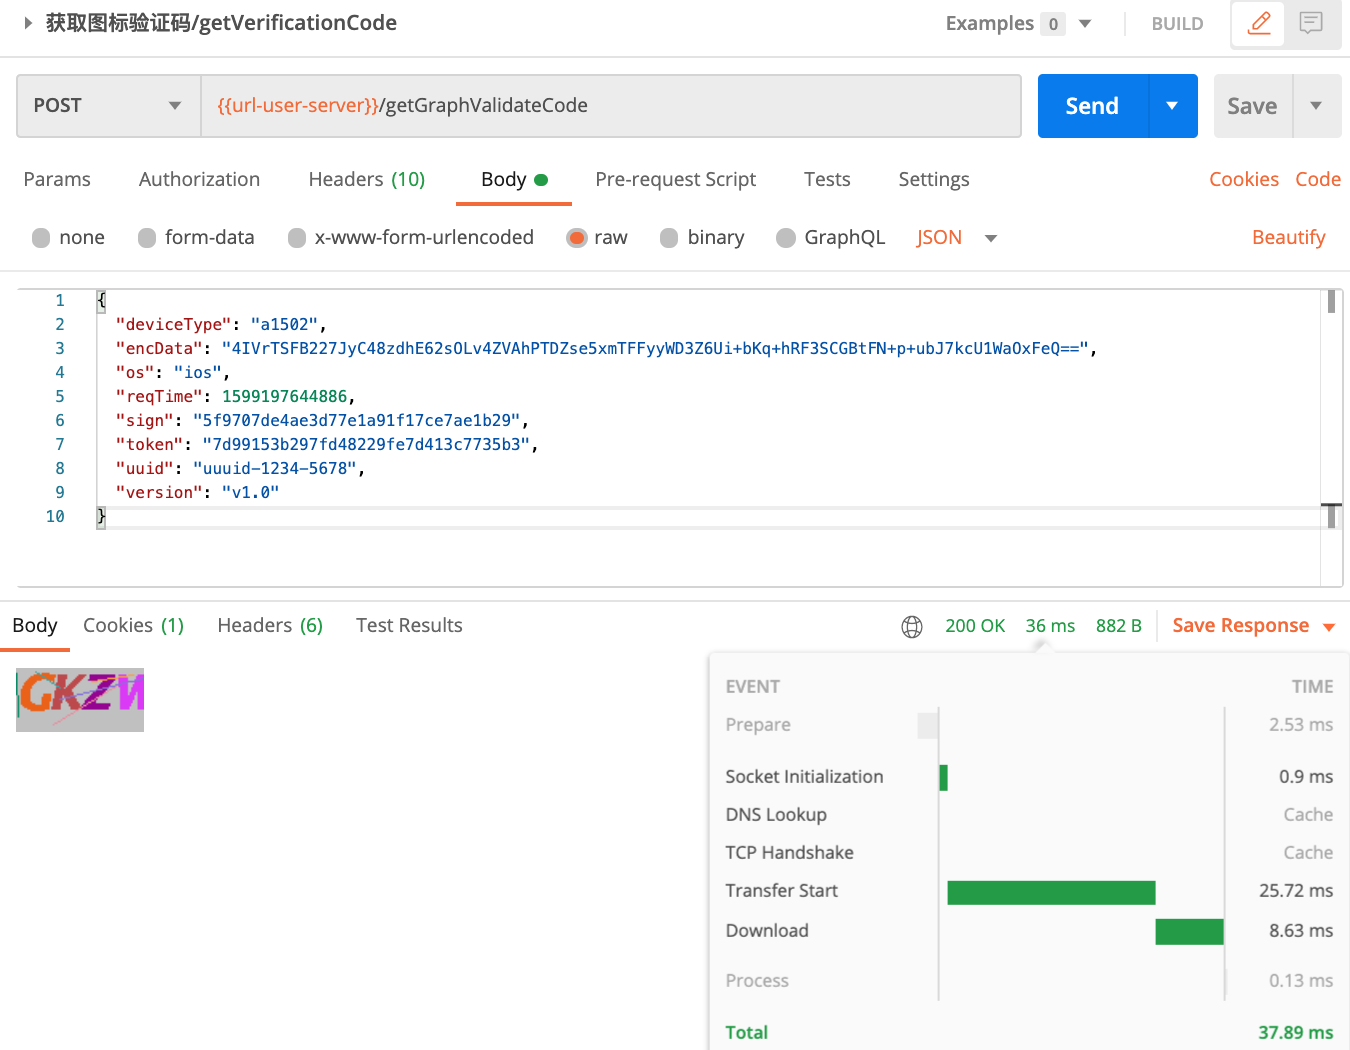 获取图标验证码/getVerificationCode
Examples 0 BUILD
POST {{url-user-server}}/getGraphValidateCode Send Save
Params Authorization Headers (10) Body Pre-request Script Tests Settings Cookies Code
none form-data x-www-form-urlencoded raw binary GraphQL JSON Beautify
1 {
2 "deviceType": "a1502",
3 "encData": "4IVrTSFB227JyC48zdhE62sOLv4ZVAhPTDZse5xmTFFyyWD3Z6Ui+bKq+hRF3SCGBtFN+p+ubJ7kcU1WaOxFeQ==",
4 "os": "ios",
5 "reqTime": 1599197644886,
6 "sign": "5f9707de4ae3d77e1a91f17ce7ae1b29",
7 "token": "7d99153b297fd48229fe7d413c7735b3",
8 "uuid": "uuuid-1234-5678",
9 "version": "v1.0"
10 }
Body Cookies (1) Headers (6) Test Results 200 OK 36 ms 882 B Save Response
GKZW
EVENT TIME
Prepare 2.53 ms
Socket Initialization 0.9 ms
DNS Lookup Cache
TCP Handshake Cache
Transfer Start 25.72 ms
Download 8.63 ms
Process 0.13 ms
Total 37.89 ms